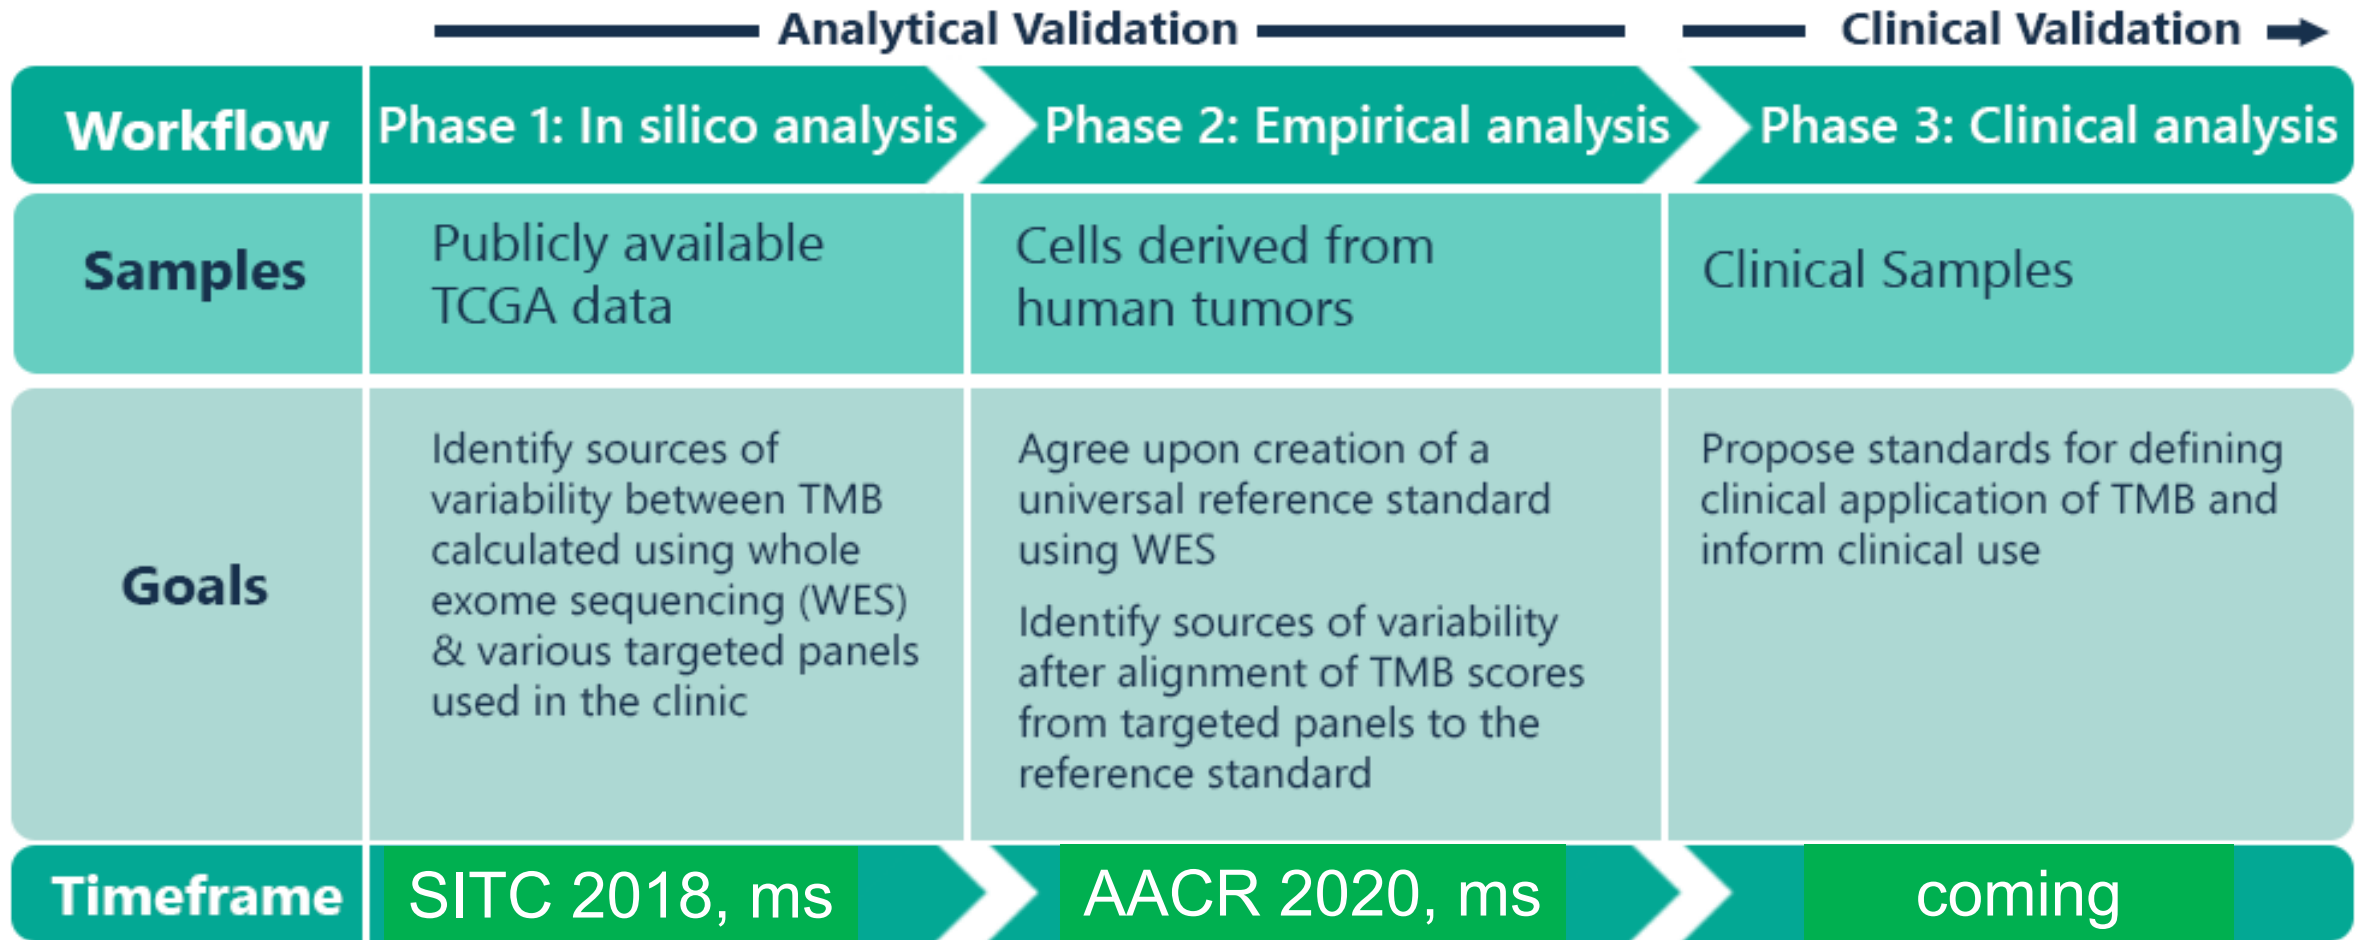 Analytical Validation
Clinical Validation
Workflow
Phase 1: In silico analysis
Phase 2: Empirical analysis
Phase 3: Clinical analysis
Samples
Publicly available
TCGA data
Cells derived from
human tumors
Clinical Samples
Goals
Identify sources of
variability between TMB
calculated using whole
exome sequencing (WES)
& various targeted panels
used in the clinic
Agree upon creation of a
universal reference standard
using WES
Identify sources of variability
after alignment of TMB scores
from targeted panels to the
reference standard
Propose standards for defining
clinical application of TMB and
inform clinical use
Timeframe
SITC 2018, ms
AACR 2020, ms
coming